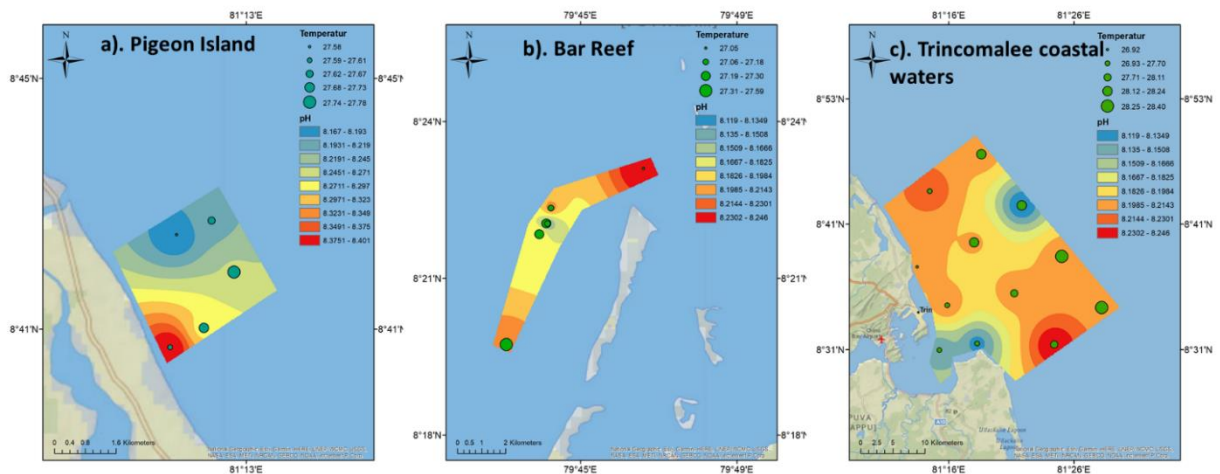 81°13'E
a). Pigeon Island
Temperatur
27.58
27.59 - 27.61
27.62 - 27.67
27.68 - 27.73
27.74 - 27.78
pH
8.167 - 8.193
8.1931 - 8.219
8.2191 - 8.245
8.2451 - 8.271
8.2711 - 8.297
8.2971 - 8.323
8.3231 - 8.349
8.3491 - 8.375
8.3751 - 8.401
8°45'N
8°41'N
0 0.4 0.8 1.6 Kilometers
81°13'E
79°45'E
79°49'E
b). Bar Reef
Temperature
27.05
27.06 - 27.18
27.19 - 27.30
27.31 - 27.59
pH
8.119 - 8.1349
8.135 - 8.1508
8.1509 - 8.1666
8.1667 - 8.1825
8.1826 - 8.1984
8.1985 - 8.2143
8.2144 - 8.2301
8.2302 - 8.246
8°24'N
8°21'N
8°18'N
0 0.5 1 2 Kilometers
79°45'E
79°49'E
81°16'E
81°26'E
c). Trincomalee coastal
waters
Temperatur
26.92
26.93 - 27.70
27.71 - 28.11
28.12 - 28.24
28.25 - 28.40
pH
8.119 - 8.1349
8.135 - 8.1508
8.1509 - 8.1666
8.1667 - 8.1825
8.1826 - 8.1984
8.1985 - 8.2143
8.2144 - 8.2301
8.2302 - 8.246
8°53'N
8°41'N
8°31'N
Trin
PUVA
APPU)
A15
0 2.5 5 10 Kilometers
81°16'E
81°26'E